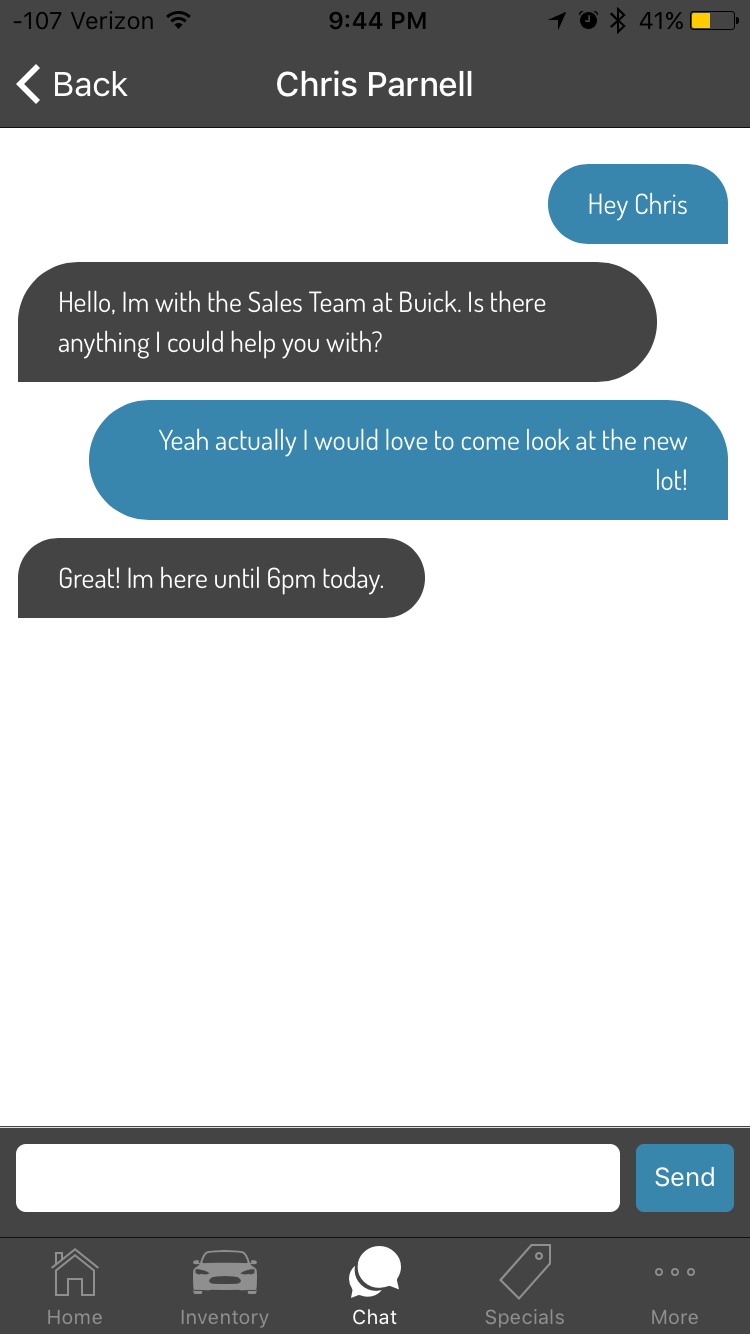 -107 Verizon 9:44 PM 41%
Back Chris Parnell
Hey Chris
Hello, Im with the Sales Team at Buick. Is there
anything I could help you with?
Yeah actually I would love to come look at the new
lot!
Great! Im here until 6pm today.
Send
Home Inventory Chat Specials More